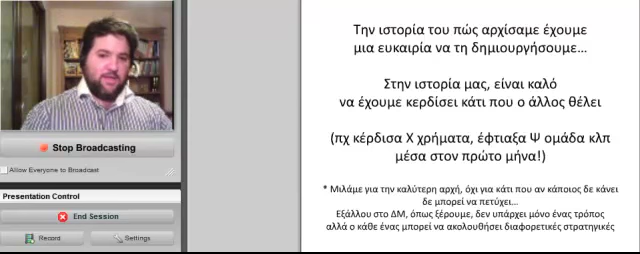 Stop Broadcasting
Allow Everyone to Broadcast
Presentation Control
End Session
Record
Settings
Την ιστορία του πώς αρχίσαμε έχουμε
μια ευκαιρία να τη δημιουργήσουμε…
Στην ιστορία μας, είναι καλό
να έχουμε κερδίσει κάτι που ο άλλος θέλει
(πχ κέρδισα Χ χρήματα, έφτιαξα Ψ ομάδα κλπ
μέσα στον πρώτο μήνα!)
* Μιλάμε για την καλύτερη αρχή, όχι για κάτι που αν κάποιος δε κάνει
δε μπορεί να πετύχει…
Εξάλλου στο ΔΜ, όπως ξέρουμε, δεν υπάρχει μόνο ένας τρόπος
αλλά ο κάθε ένας μπορεί να ακολουθήσει διαφορετικές στρατηγικές